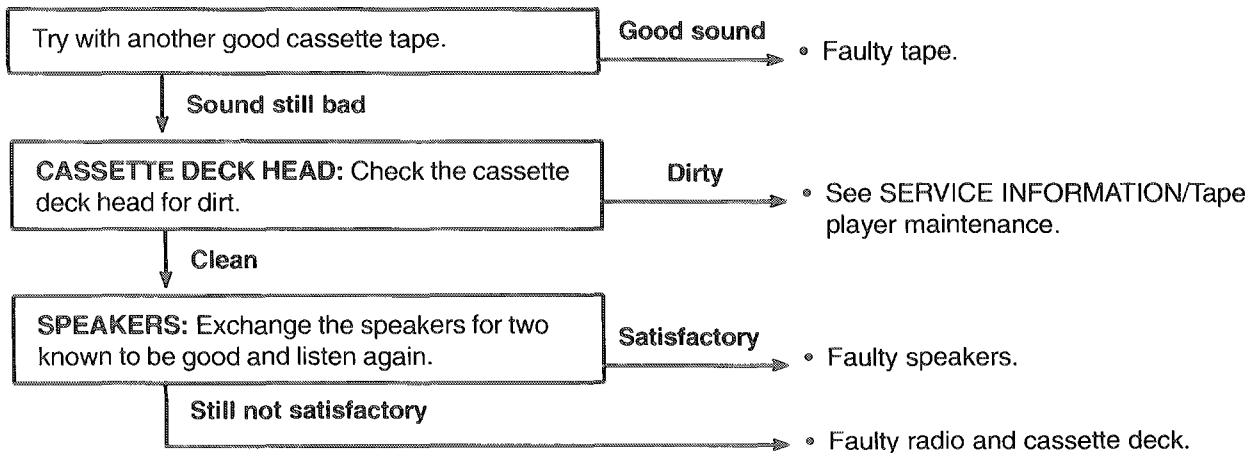 Try with another good cassette tape.
Good sound
• Faulty tape.
Sound still bad
CASSETTE DECK HEAD: Check the cassette
deck head for dirt.
Dirty
• See SERVICE INFORMATION/Tape
player maintenance.
Clean
SPEAKERS: Exchange the speakers for two
known to be good and listen again.
Satisfactory
• Faulty speakers.
Still not satisfactory
• Faulty radio and cassette deck.